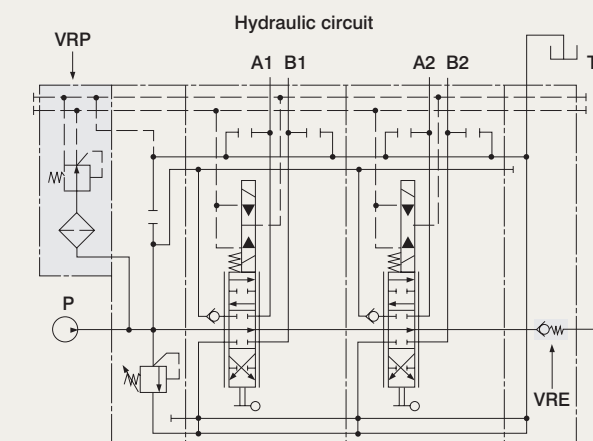 Hydraulic circuit
VRP
A1 B1
A2 B2
T
P
VRE